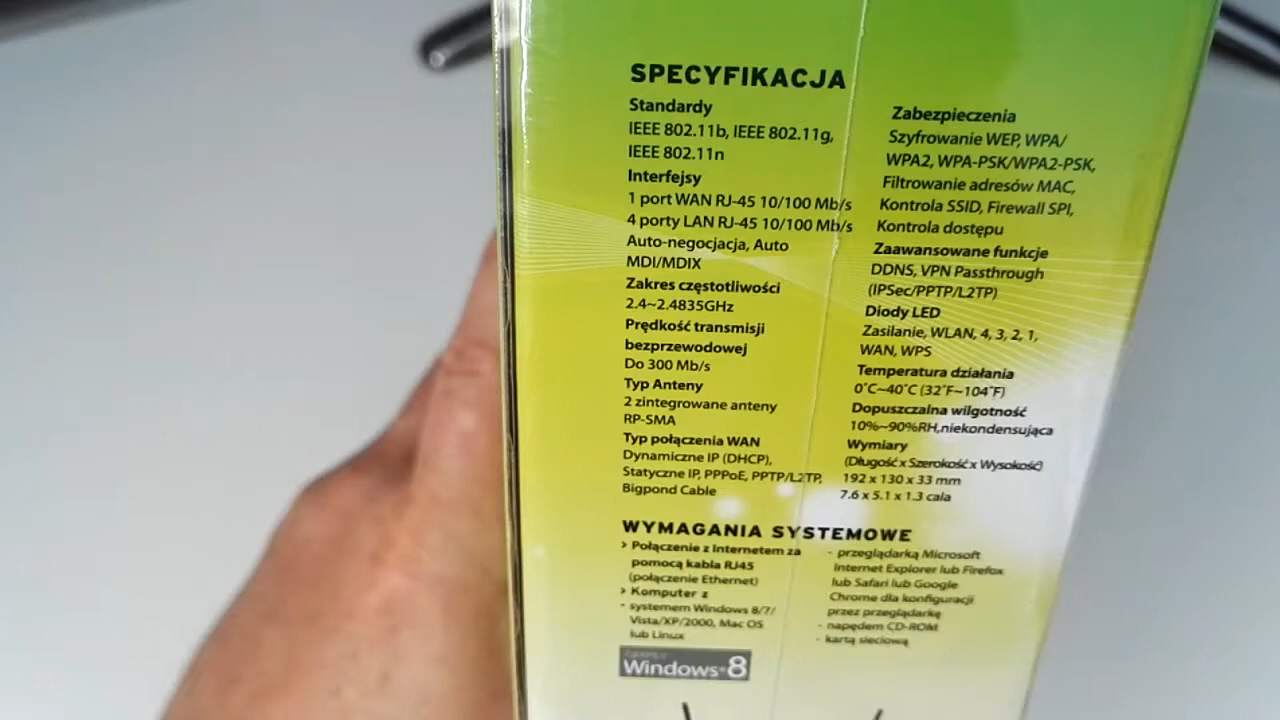 SPECYFIKACJA
Standardy
IEEE 802.11b, IEEE 802.11g,
IEEE 802.11n
Interfejsy
1 port WAN RJ-45 10/100 Mb/s
4 porty LAN RJ-45 10/100 Mb/s
Auto-negocjacja, Auto
MDI/MDIX
Zakres częstotliwości
2.4~2.4835GHz
Prędkość transmisji
bezprzewodowej
Do 300 Mb/s
Typ Anteny
2 zintegrowane anteny
RP-SMA
Typ połączenia WAN
Dynamiczne IP (DHCP),
Statyczne IP, PPPoE, PPTP/L2TP,
Bigpond Cable
Zabezpieczenia
Szyfrowanie WEP, WPA/
WPA2, WPA-PSK/WPA2-PSK,
Filtrowanie adresów MAC,
Kontrola SSID, Firewall SPI,
Kontrola dostępu
Zaawansowane funkcje
DDNS, VPN Passthrough
(IPSec/PPTP/L2TP)
Diody LED
Zasilanie, WLAN, 4, 3, 2, 1,
WAN, WPS
Temperatura działania
0˚C~40˚C (32˚F~104˚F)
Dopuszczalna wilgotność
10%~90%RH,niekondensująca
Wymiary
(Długość x Szerokość x Wysokość)
192 x 130 x 33 mm
7.6 x 5.1 x 1.3 cala
WYMAGANIA SYSTEMOWE
> Połączenie z Internetem za
pomocą kabla RJ45
(połączenie Ethernet)
> Komputer z
- systemem Windows 8/7/
Vista/XP/2000, Mac OS
lub Linux
- przeglądarką Microsoft
Internet Explorer lub Firefox
lub Safari lub Google
Chrome dla konfiguracji
przez przeglądarkę
- napędem CD-ROM
- kartą sieciową
Windows®8